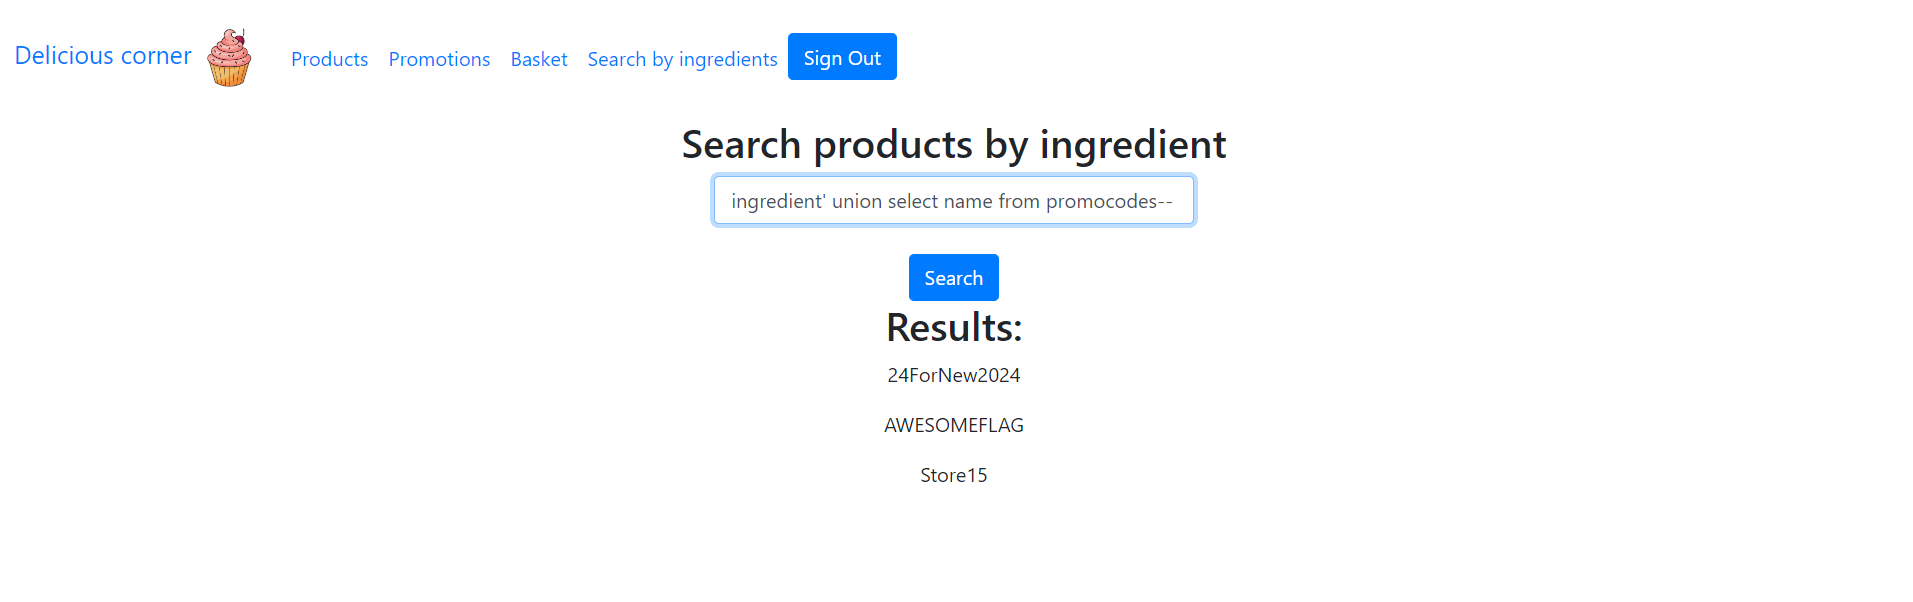 Delicious corner Products Promotions Basket Search by ingredients Sign Out
Search products by ingredient
ingredient' union select name from promocodes--
Search
Results:
24ForNew2024
AWESOMEFLAG
Store15